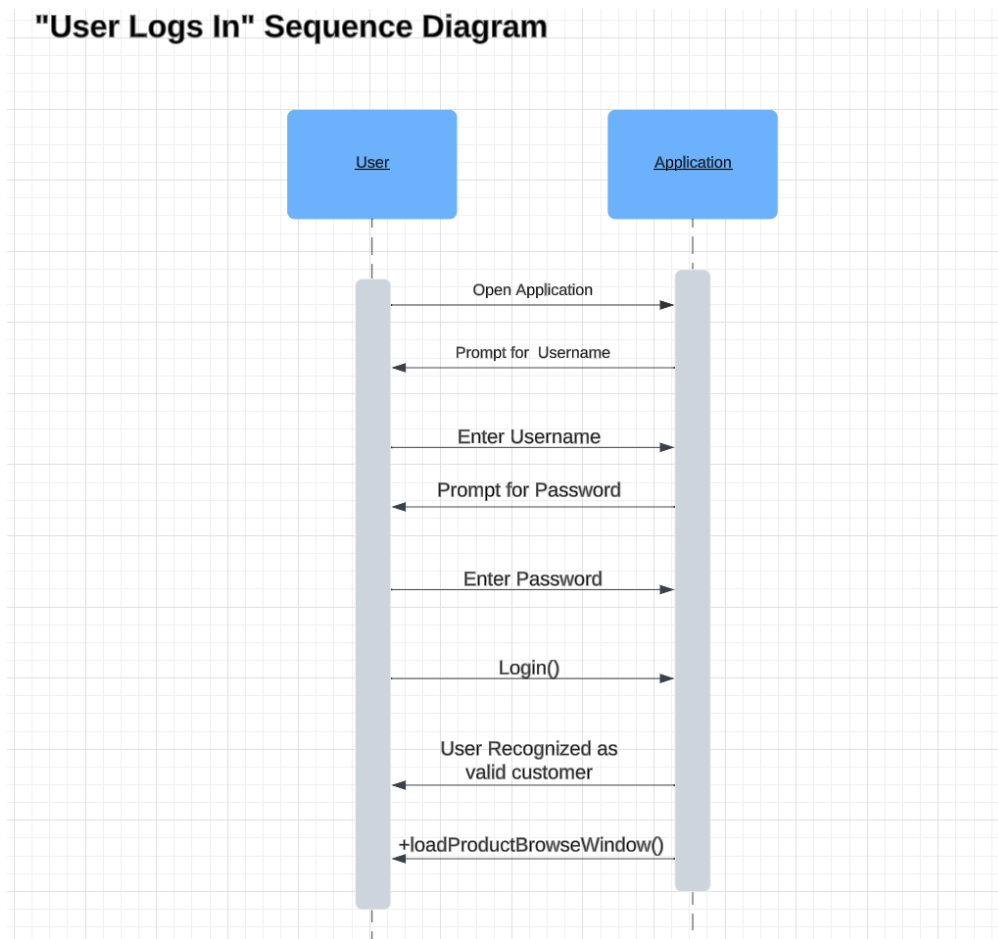 "User Logs In" Sequence Diagram
User
Application
Open Application
Prompt for  Username
Enter Username
Prompt for Password
Enter Password
Login()
User Recognized as
valid customer
+loadProductBrowseWindow()